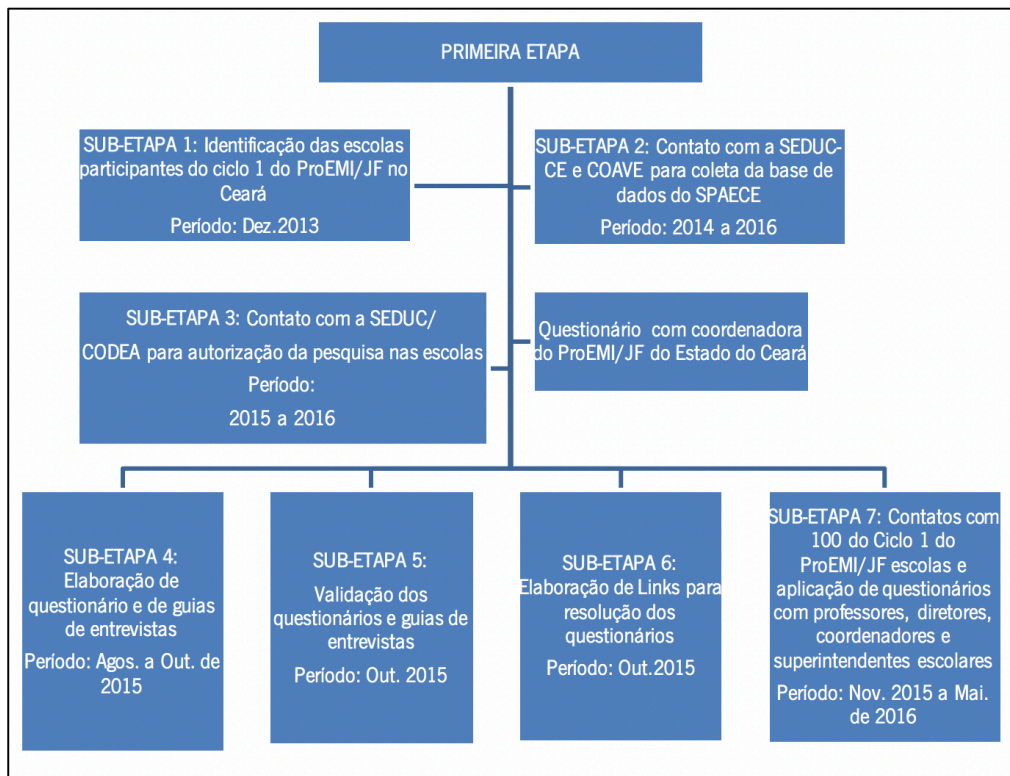 PRIMEIRA ETAPA
SUB-ETAPA 1: Identificação das escolas
participantes do ciclo 1 do ProEMI/JF no
Ceará
Período: Dez.2013
SUB-ETAPA 2: Contato com a SEDUC-
CE e COAVE para coleta da base de
dados do SPAECE
Período: 2014 a 2016
SUB-ETAPA 3: Contato com a SEDUC/
CODEA para autorização da pesquisa nas escolas
Período:
2015 a 2016
Questionário com coordenadora
do ProEMI/JF do Estado do Ceará
SUB-ETAPA 4:
Elaboração de
questionário e de guias
de entrevistas
Período: Agos. a Out. de
2015
SUB-ETAPA 5:
Validação dos
questionários e guias de
entrevistas
Período: Out. 2015
SUB-ETAPA 6:
Elaboração de Links para
resolução dos
questionários
Período: Out.2015
SUB-ETAPA 7: Contatos com
100 do Ciclo 1 do
ProEMI/JF escolas e
aplicação de questionários
com professores, diretores,
coordenadores e
superintendentes escolares
Período: Nov. 2015 a Mai.
de 2016